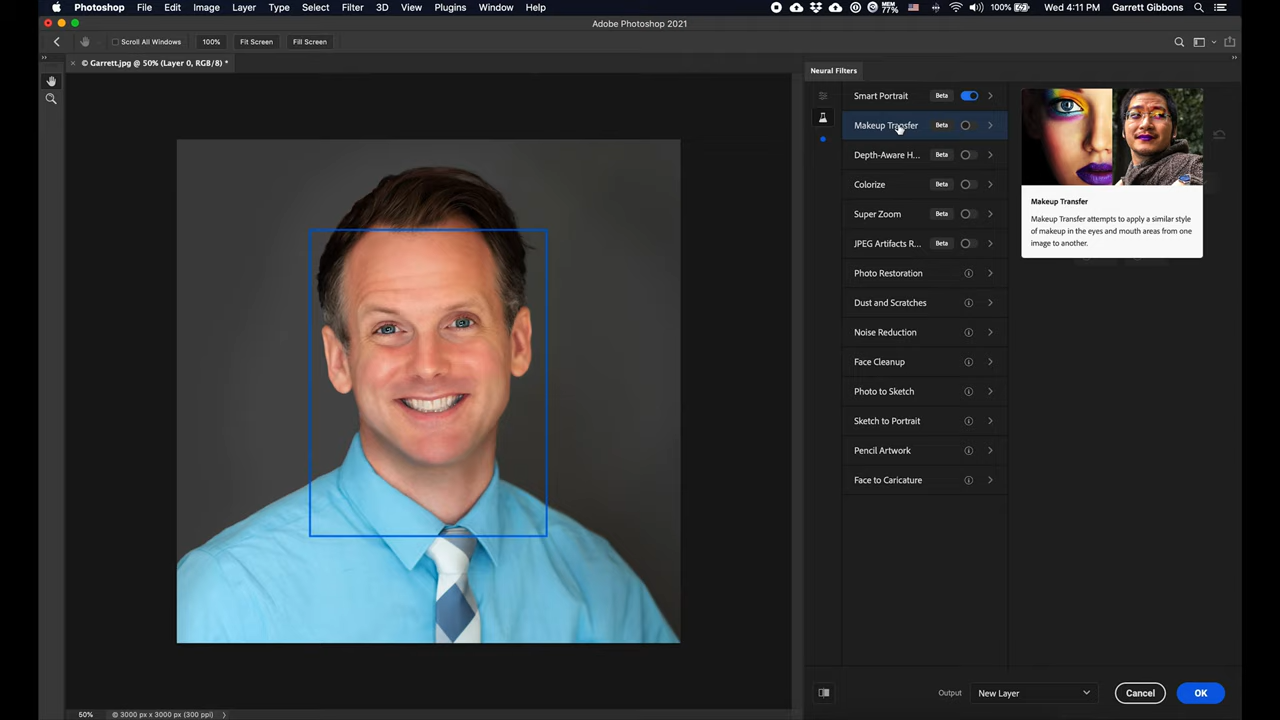 Photoshop File Edit Image Layer Type Select Filter 3D View Plugins Window Help
MEM 77% 100% Wed 4:11 PM Garrett Gibbons
Adobe Photoshop 2021
Scroll All Windows 100% Fit Screen Fill Screen
© Garrett.jpg @ 50% (Layer 0, RGB/8) *
Neural Filters
Smart Portrait Beta
Makeup Transfer Beta
Depth-Aware H... Beta
Colorize Beta
Super Zoom Beta
JPEG Artifacts R... Beta
Photo Restoration
Dust and Scratches
Noise Reduction
Face Cleanup
Photo to Sketch
Sketch to Portrait
Pencil Artwork
Face to Caricature
Makeup Transfer
Makeup Transfer attempts to apply a similar style
of makeup in the eyes and mouth areas from one
image to another.
Output New Layer Cancel OK
50% © 3000 px x 3000 px (300 ppi)